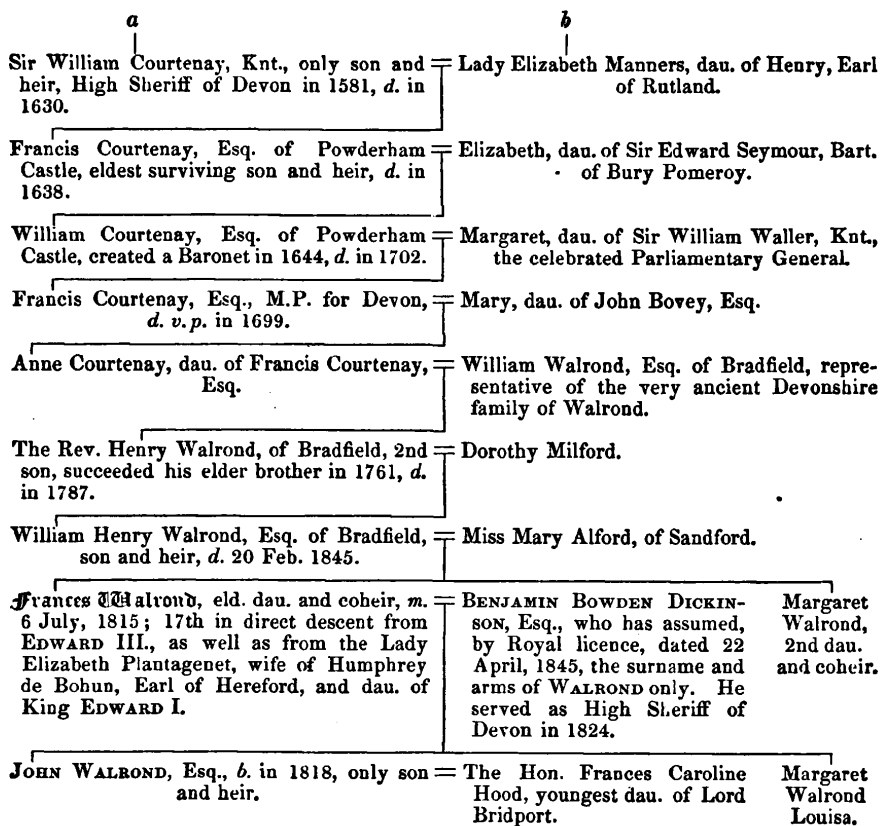 a
b
Sir William Courtenay, Knt., only son and
heir, High Sheriff of Devon in 1581, d. in
1630.
= Lady Elizabeth Manners, dau. of Henry, Earl
of Rutland.
Francis Courtenay, Esq. of Powderham
Castle, eldest surviving son and heir, d. in
1638.
= Elizabeth, dau. of Sir Edward Seymour, Bart.
of Bury Pomeroy.
William Courtenay, Esq. of Powderham
Castle, created a Baronet in 1644, d. in 1702.
= Margaret, dau. of Sir William Waller, Knt.,
the celebrated Parliamentary General.
Francis Courtenay, Esq., M.P. for Devon,
d. v.p. in 1699.
= Mary, dau. of John Bovey, Esq.
Anne Courtenay, dau. of Francis Courtenay,
Esq.
= William Walrond, Esq. of Bradfield, repre-
sentative of the very ancient Devonshire
family of Walrond.
The Rev. Henry Walrond, of Bradfield, 2nd
son, succeeded his elder brother in 1761, d.
in 1787.
= Dorothy Milford.
William Henry Walrond, Esq. of Bradfield,
son and heir, d. 20 Feb. 1845.
= Miss Mary Alford, of Sandford.
Frances Walrond, eld. dau. and coheir, m.
6 July, 1815; 17th in direct descent from
EDWARD III., as well as from the Lady
Elizabeth Plantagenet, wife of Humphrey
de Bohun, Earl of Hereford, and dau. of
King EDWARD I.
= BENJAMIN BOWDEN DICKIN-
SON, Esq., who has assumed,
by Royal licence, dated 22
April, 1845, the surname and
arms of WALROND only. He
served as High Sheriff of
Devon in 1824.
Margaret
Walrond,
2nd dau.
and coheir.
JOHN WALROND, Esq., b. in 1818, only son
and heir.
= The Hon. Frances Caroline
Hood, youngest dau. of Lord
Bridport.
Margaret
Walrond
Louisa.